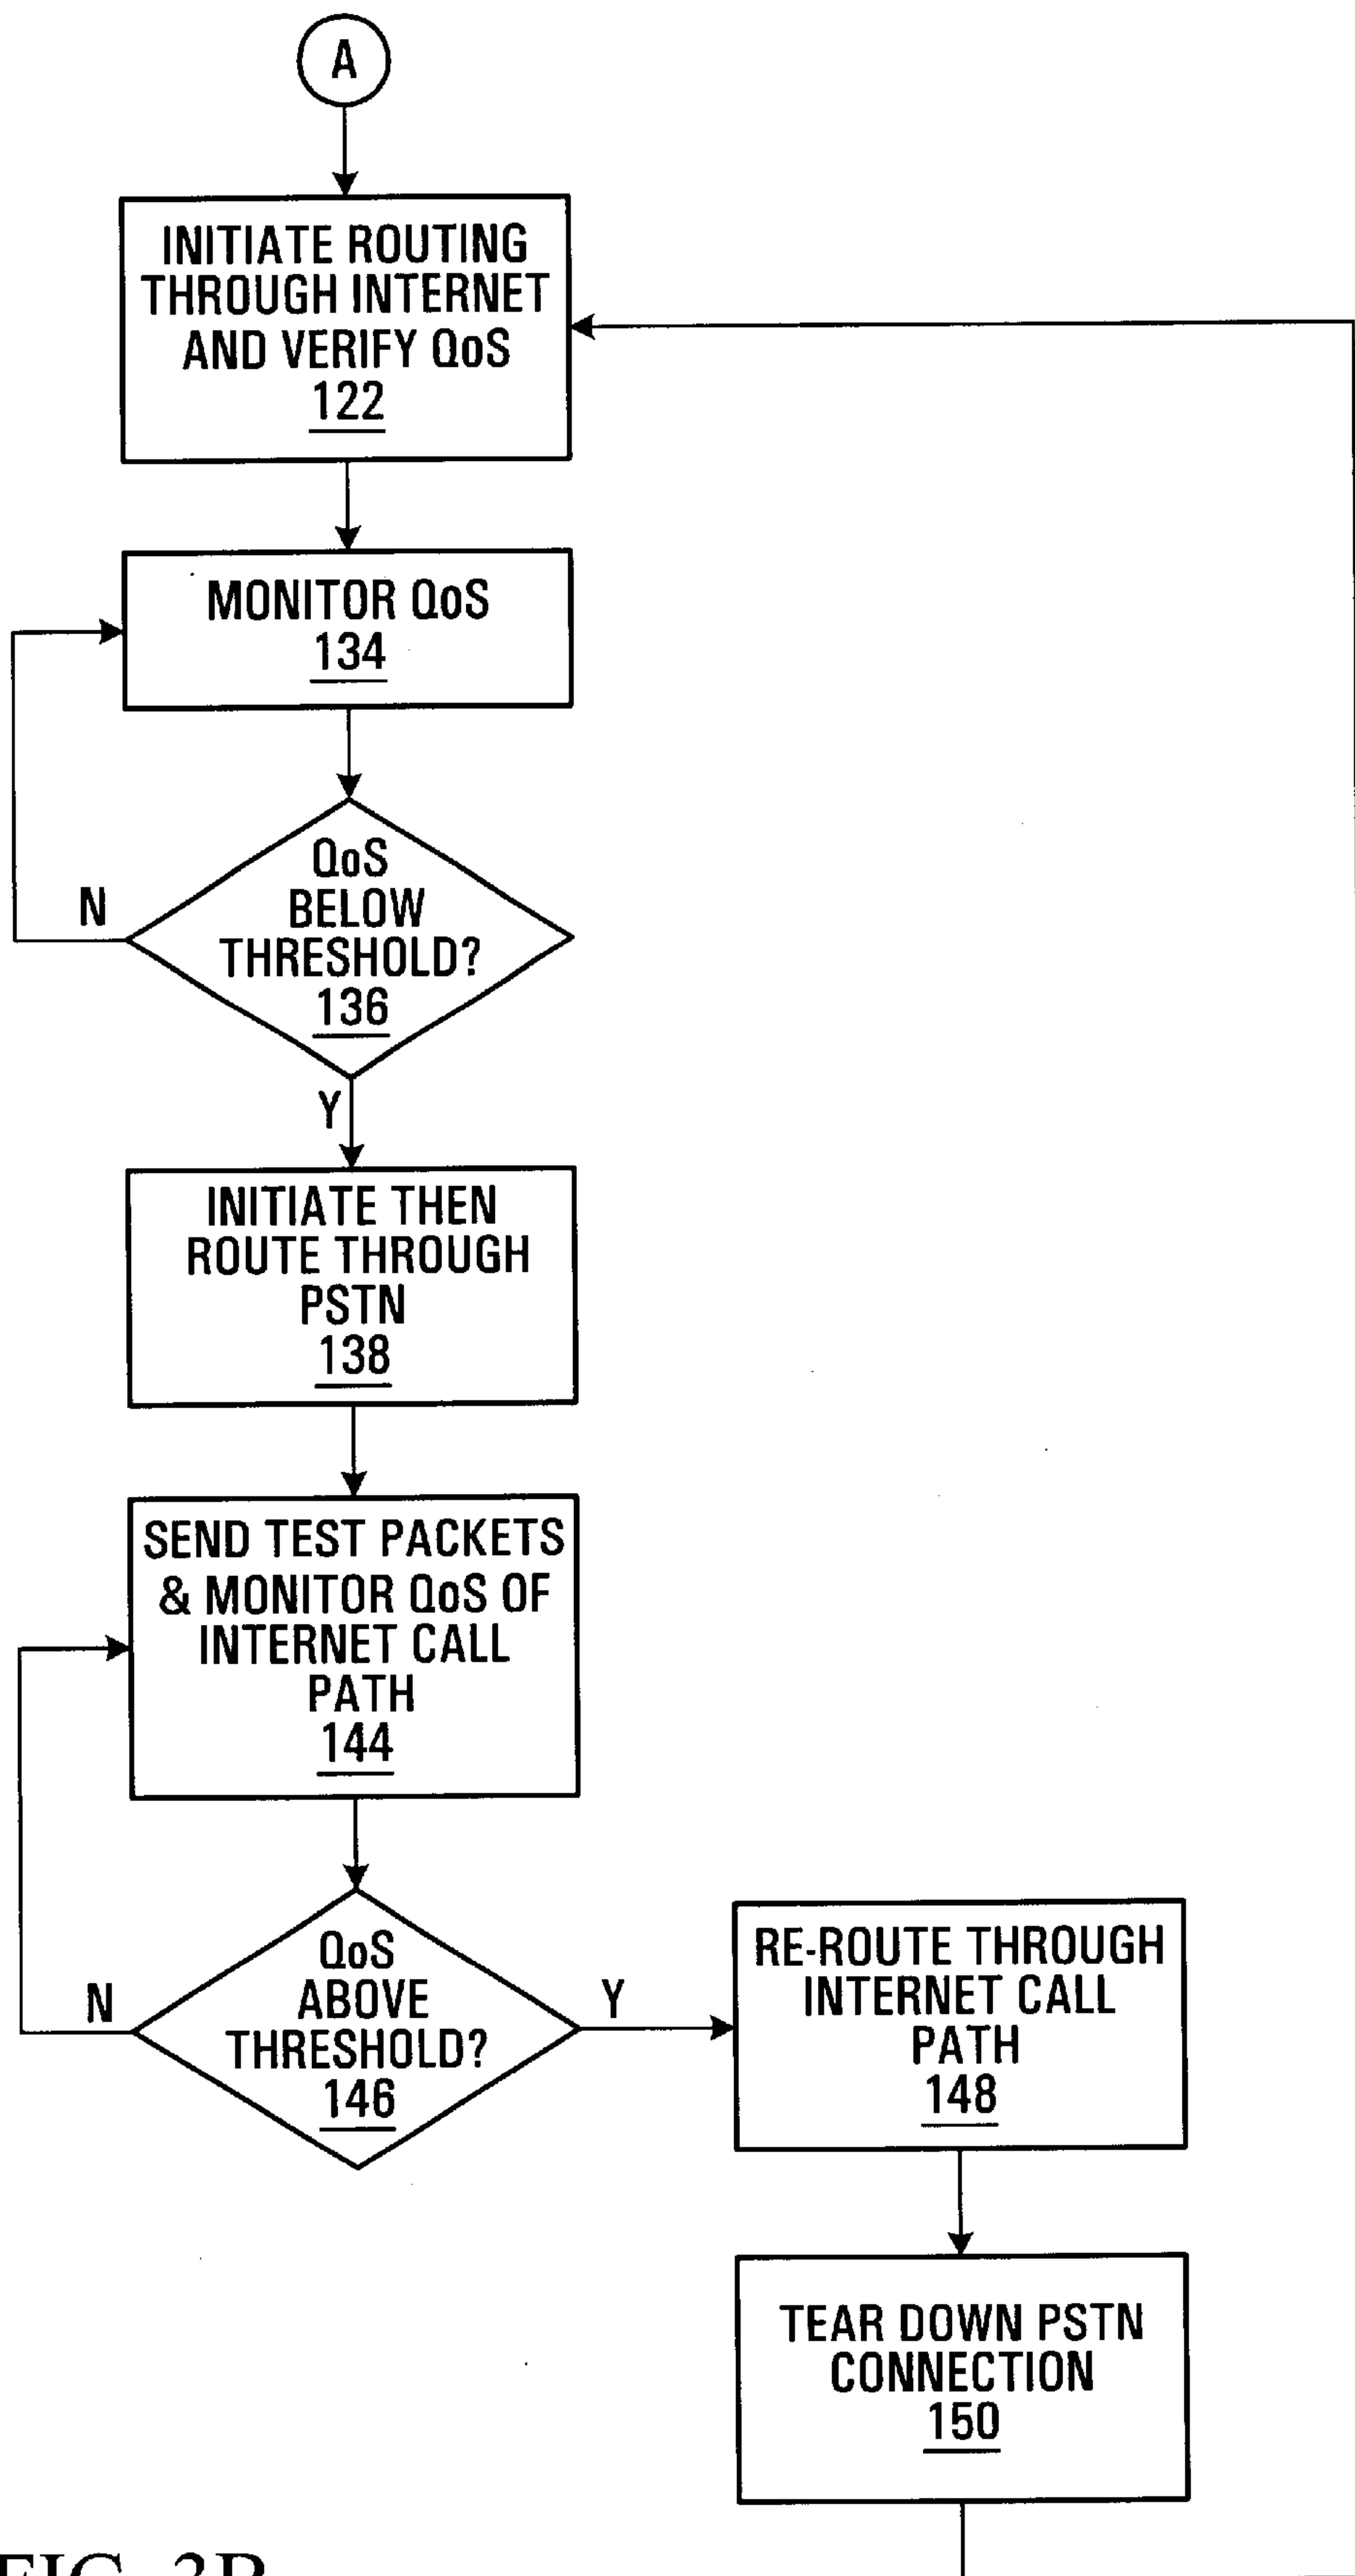 A
INITIATE ROUTING
THROUGH INTERNET
AND VERIFY QoS
122
MONITOR QoS
134
QoS
BELOW
THRESHOLD?
136
N
Y
INITIATE THEN
ROUTE THROUGH
PSTN
138
SEND TEST PACKETS
& MONITOR QoS OF
INTERNET CALL
PATH
144
QoS
ABOVE
THRESHOLD?
146
N
Y
RE-ROUTE THROUGH
INTERNET CALL
PATH
148
TEAR DOWN PSTN
CONNECTION
150
FIG. 3B